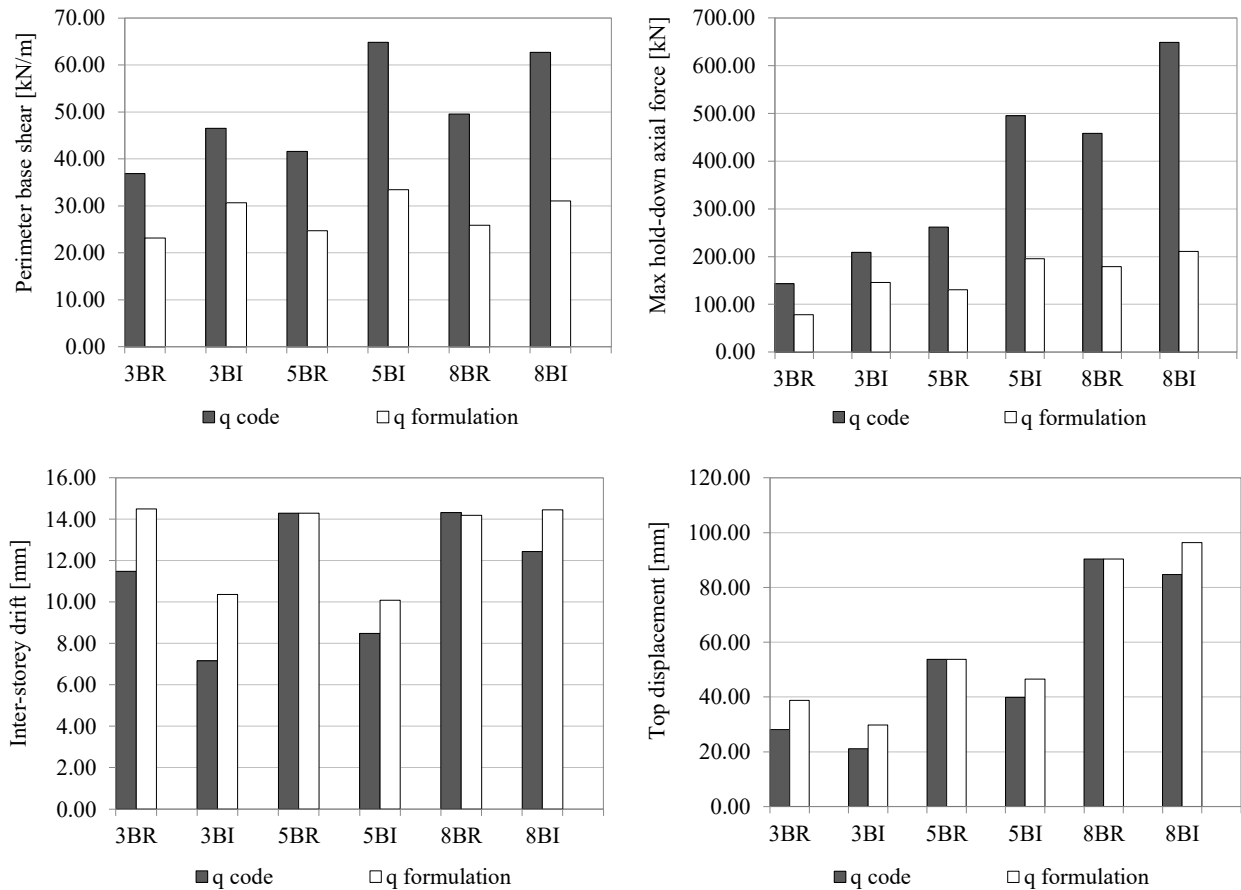 Perimeter base shear [kN/m]
70.00
60.00
50.00
40.00
30.00
20.00
10.00
0.00
3BR 3BI 5BR 5BI 8BR 8BI
q code q formulation
Max hold-down axial force [kN]
700.00
600.00
500.00
400.00
300.00
200.00
100.00
0.00
3BR 3BI 5BR 5BI 8BR 8BI
q code q formulation
Inter-storey drift [mm]
16.00
14.00
12.00
10.00
8.00
6.00
4.00
2.00
0.00
3BR 3BI 5BR 5BI 8BR 8BI
q code q formulation
Top displacement [mm]
120.00
100.00
80.00
60.00
40.00
20.00
0.00
3BR 3BI 5BR 5BI 8BR 8BI
q code q formulation